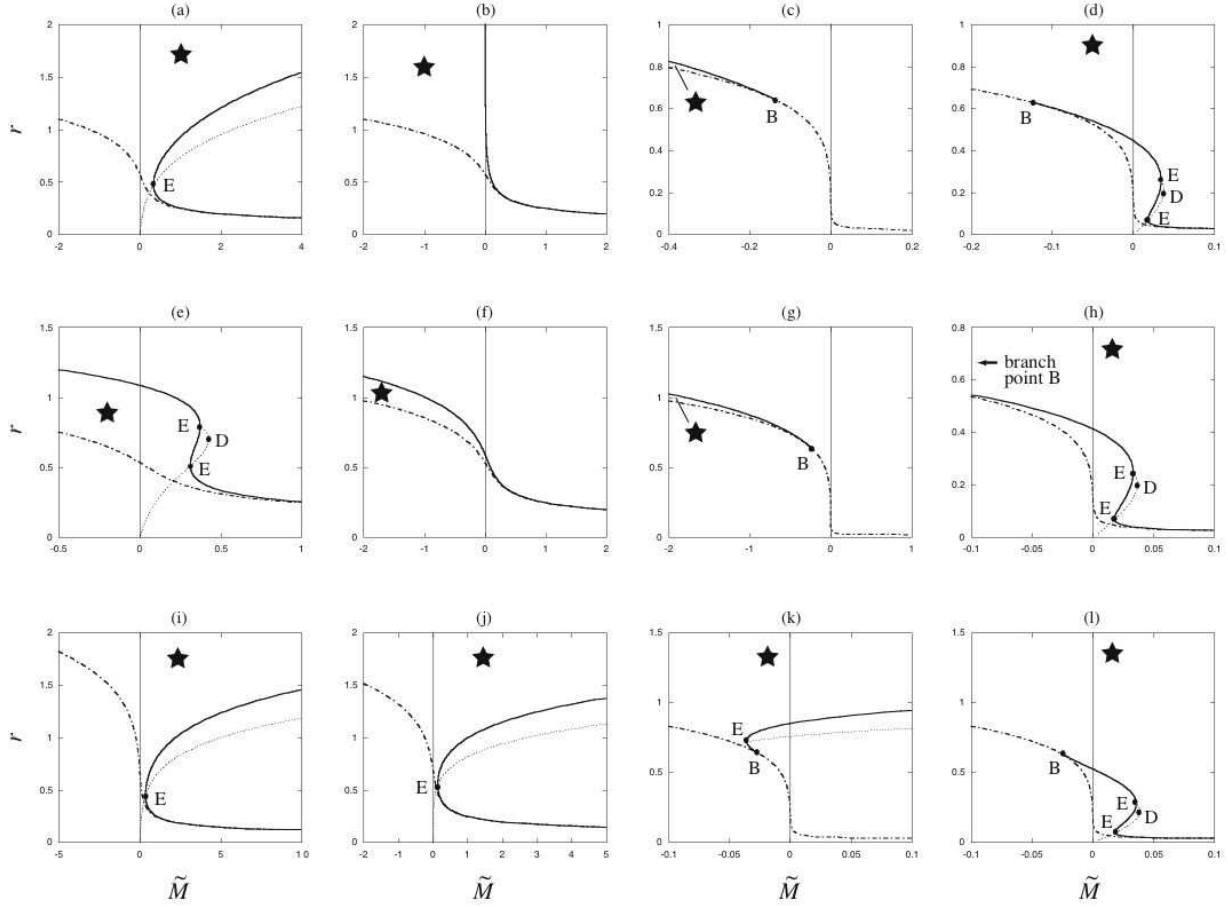 (a) (b) (c) (d)
2 2 1 1
1.5 1.5 0.8 0.8
r 1 1 0.6 0.6
B B
0.4 0.4
0.5 E 0.5 E
0.2 0.2 D
E
0 0 0 0
-2 0 2 4 -2 -1 0 1 2 -0.4 -0.3 -0.2 -0.1 0 0.1 0.2 -0.2 -0.1 0 0.1
(e) (f) (g) (h)
1.5 1.5 1.5 0.8
branch
point B
0.6
r 1 1 1
E
D 0.4
B
0.5 E 0.5 0.5
E
0.2 D
E
0 0 0 0
-0.5 0 0.5 1 -2 -1 0 1 2 -2 -1 0 1 -0.1 -0.05 0 0.05 0.1
(i) (j) (k) (l)
2 2 1.5 1.5
1.5 1.5
1 1
r 1 1
E B
B
0.5 E 0.5 E 0.5 0.5
E
D
E
0 0 0 0
-5 0 5 10 -2 -1 0 1 2 3 4 5 -0.1 -0.05 0 0.05 0.1 -0.1 -0.05 0 0.05 0.1
M̃ M̃ M̃ M̃